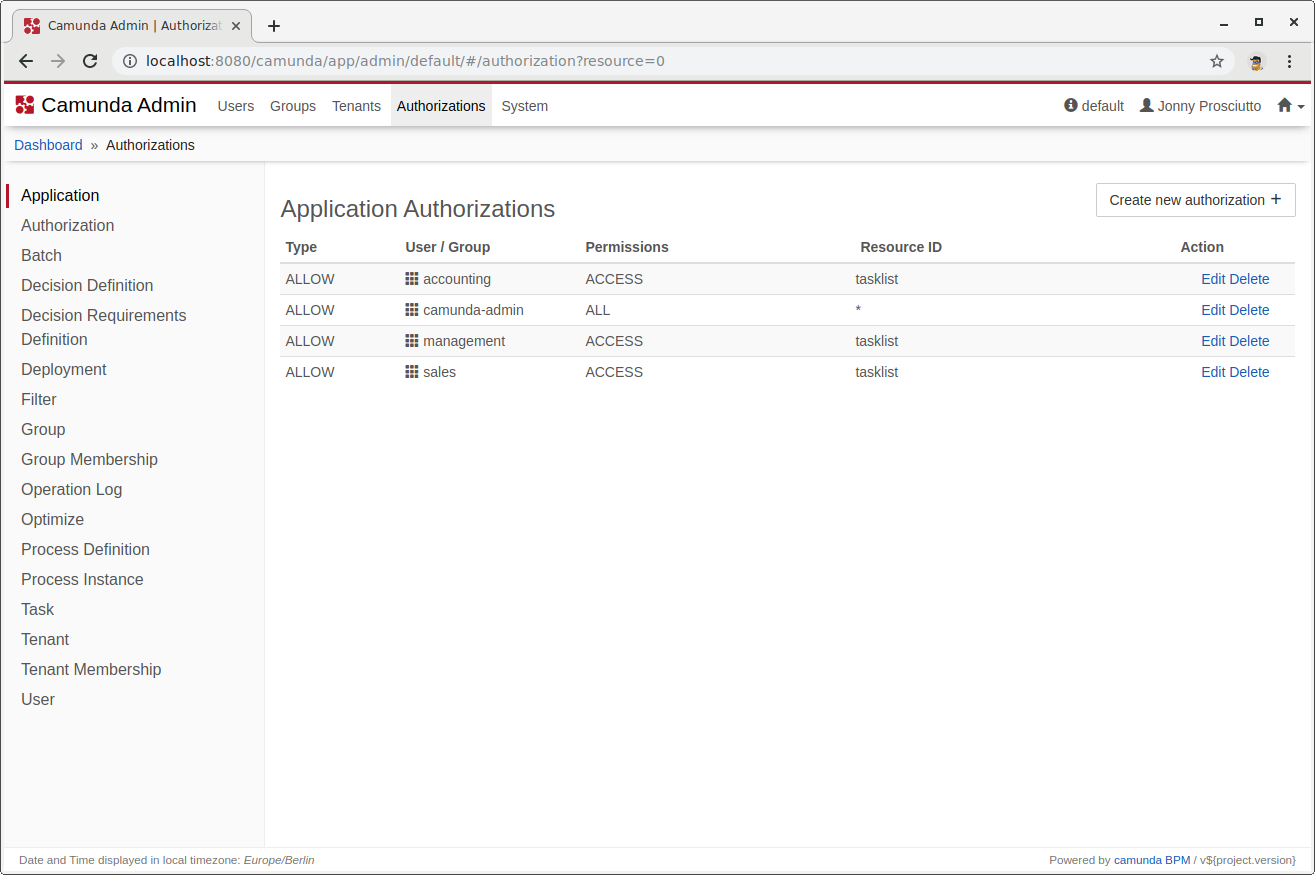 Camunda Admin | Authorizat
localhost:8080/camunda/app/admin/default/#/authorization?resource=0
Camunda Admin Users Groups Tenants Authorizations System default Jonny Prosciutto
Dashboard » Authorizations
Application
Authorization
Batch
Decision Definition
Decision Requirements
Definition
Deployment
Filter
Group
Group Membership
Operation Log
Optimize
Process Definition
Process Instance
Task
Tenant
Tenant Membership
User
Application Authorizations
Create new authorization +
Type User / Group Permissions Resource ID Action
ALLOW accounting ACCESS tasklist Edit Delete
ALLOW camunda-admin ALL * Edit Delete
ALLOW management ACCESS tasklist Edit Delete
ALLOW sales ACCESS tasklist Edit Delete
Date and Time displayed in local timezone: Europe/Berlin
Powered by camunda BPM / v${project.version}